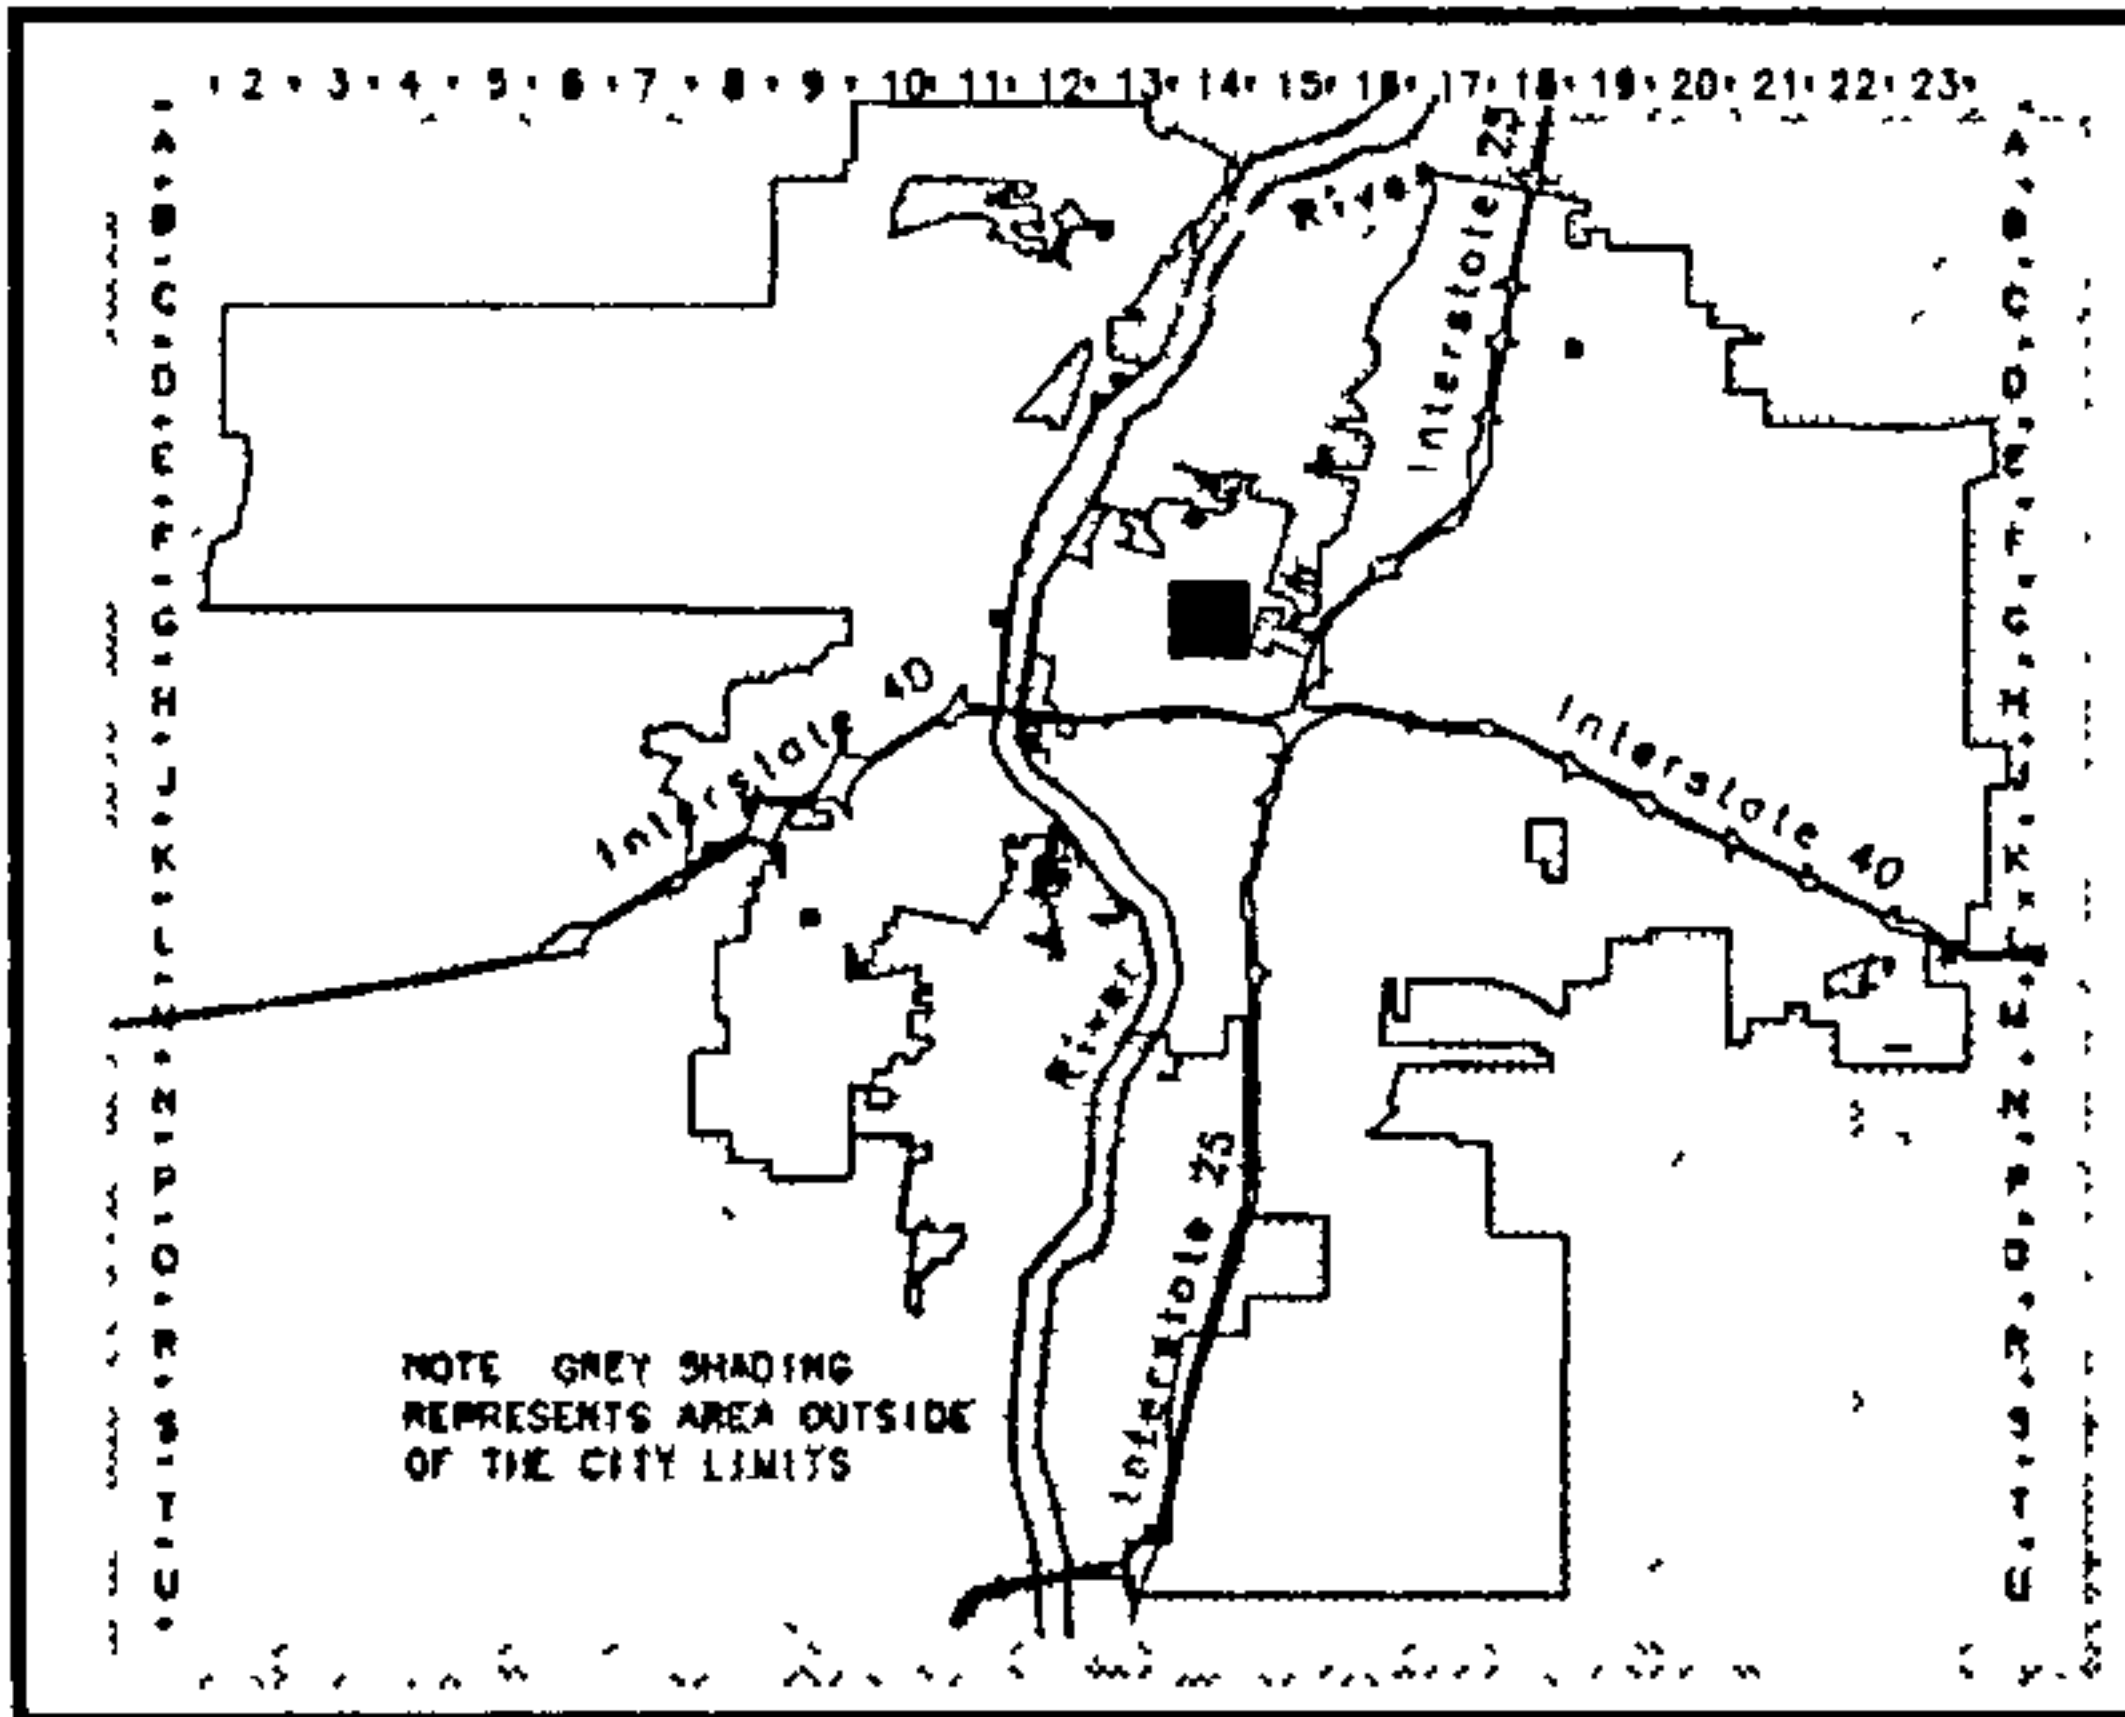 2 3 4 5 6 7 8 9 10 11 12 13 14 15 16 17 18 19 20 21 22 23
A
B
C
D
E
F
G
H
J
K
L
M
N
P
Q
R
S
T
U
A
B
C
D
E
F
G
H
J
K
L
M
N
P
Q
R
S
T
U
River
Interstate 25
Interstate 40
Interstate 40
River
Interstate 25
NOTE GREY SHADING
REPRESENTS AREA OUTSIDE
OF THE CITY LIMITS